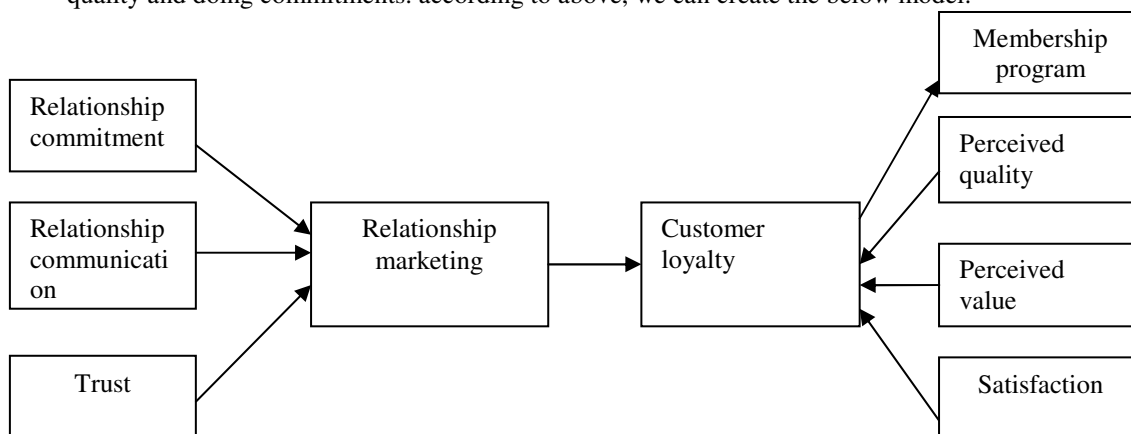 quality and doing commitments. according to above, we can create the below model.
Membership
program
Relationship
commitment
Perceived
quality
Relationship
communicati
on
Relationship
marketing
Customer
loyalty
Perceived
value
Trust
Satisfaction